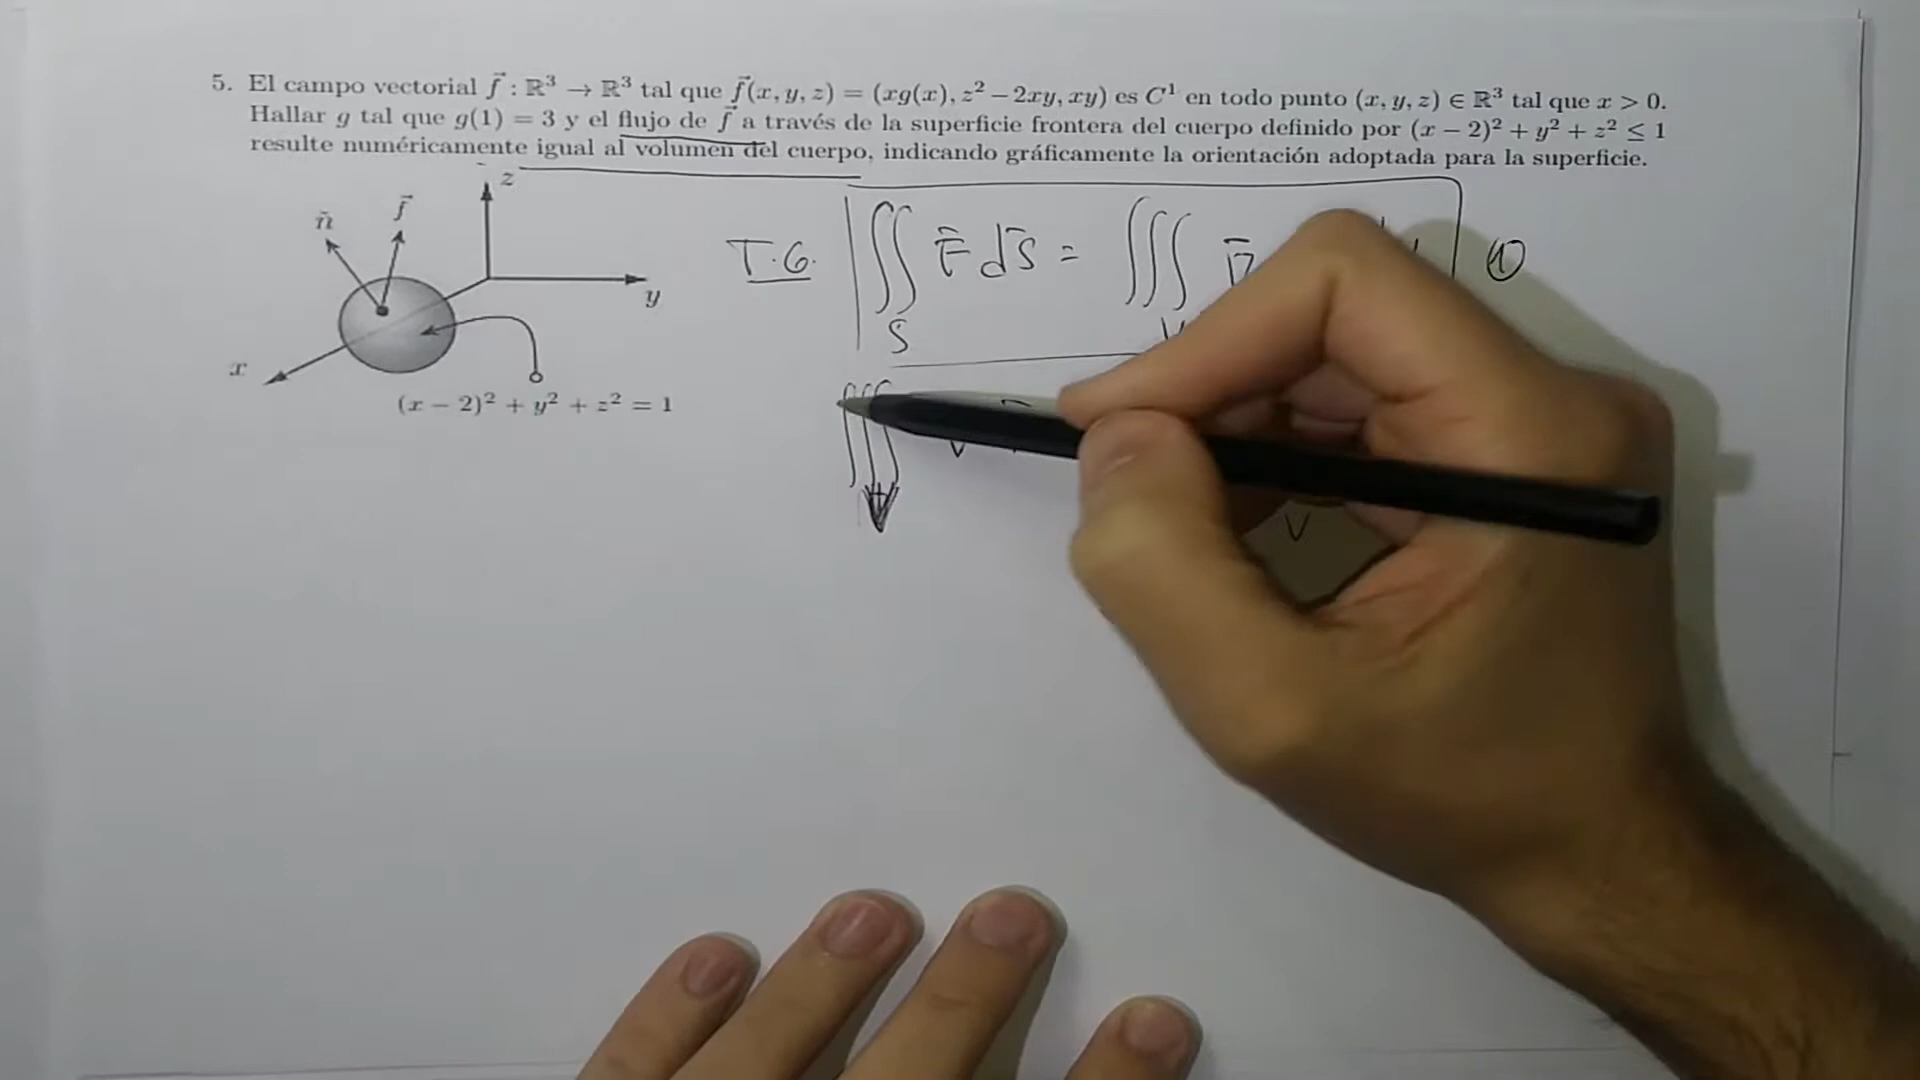 5. El campo vectorial f⃗ : ℝ³ → ℝ³ tal que f⃗(x, y, z) = (xg(x), z² − 2xy, xy) es C¹ en todo punto (x, y, z) ∈ ℝ³ tal que x > 0.
Hallar g tal que g(1) = 3 y el flujo de f⃗ a través de la superficie frontera del cuerpo definido por (x − 2)² + y² + z² ≤ 1
resulte numéricamente igual al volumen del cuerpo, indicando gráficamente la orientación adoptada para la superficie.
z
n̆ f⃗
T.G. ∬ F̄ dS̄ = ∭ ①
y
S V
x
(x − 2)² + y² + z² = 1
∭
V
V